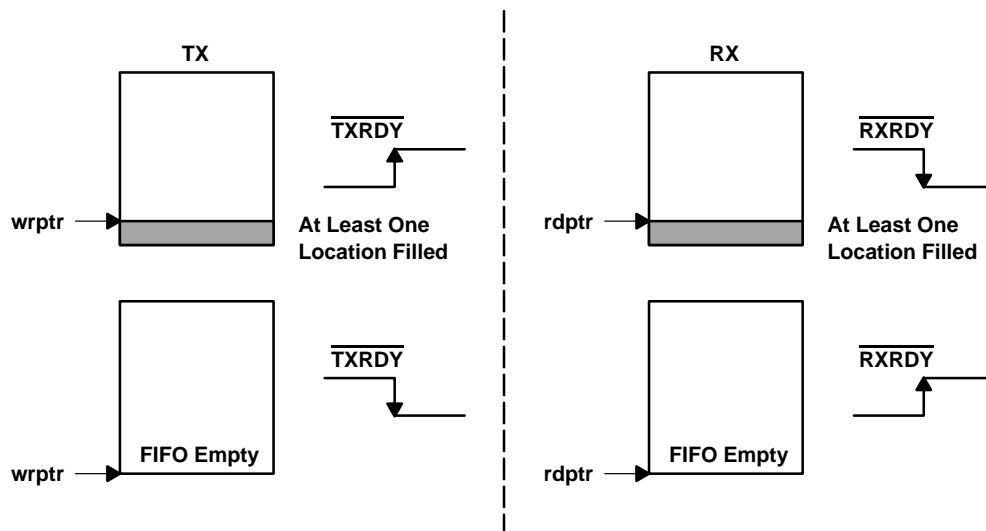 TX
TXRDY
wrptr
At Least One
Location Filled
TXRDY
wrptr
FIFO Empty
RX
RXRDY
rdptr
At Least One
Location Filled
RXRDY
rdptr
FIFO Empty